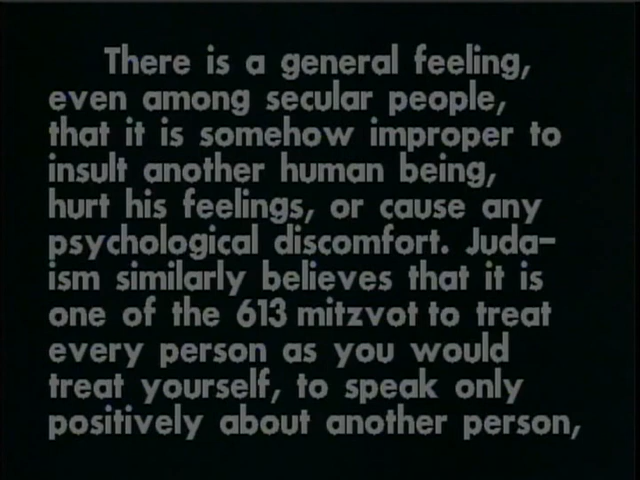 There is a general feeling,
even among secular people,
that it is somehow improper to
insult another human being,
hurt his feelings, or cause any
psychological discomfort. Juda-
ism similarly believes that it is
one of the 613 mitzvot to treat
every person as you would
treat yourself, to speak only
positively about another person,